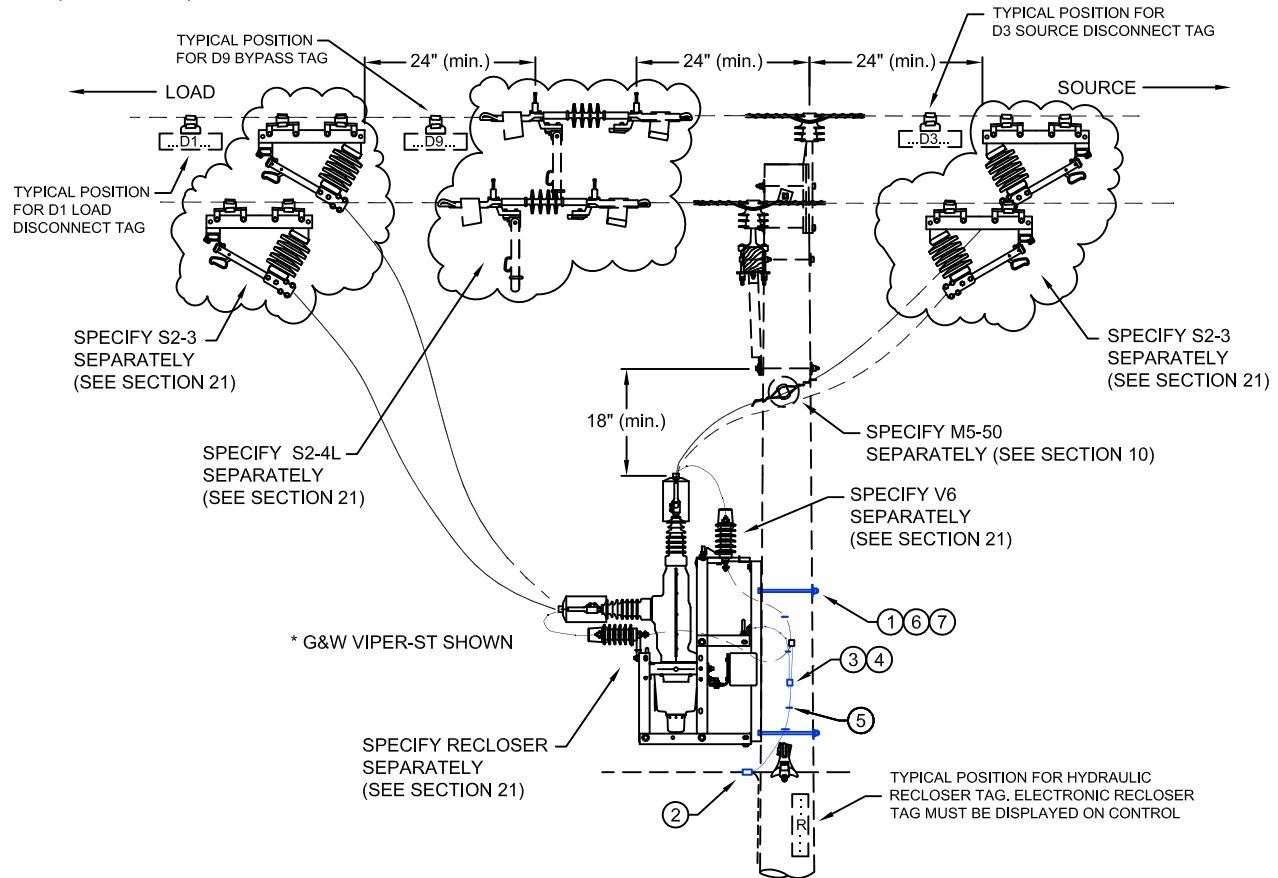 TYPICAL POSITION FOR
D3 SOURCE DISCONNECT TAG
TYPICAL POSITION
FOR D9 BYPASS TAG
24" (min.)
24" (min.)
24" (min.)
LOAD
SOURCE
...D1...
...D9...
...D3...
TYPICAL POSITION
FOR D1 LOAD
DISCONNECT TAG
SPECIFY S2-3
SEPARATELY
(SEE SECTION 21)
SPECIFY S2-3
SEPARATELY
(SEE SECTION 21)
18" (min.)
SPECIFY S2-4L
SEPARATELY
(SEE SECTION 21)
SPECIFY M5-50
SEPARATELY (SEE SECTION 10)
SPECIFY V6
SEPARATELY
(SEE SECTION 21)
1 6 7
* G&W VIPER-ST SHOWN
3 4
5
SPECIFY RECLOSER
SEPARATELY
(SEE SECTION 21)
2
TYPICAL POSITION FOR HYDRAULIC
RECLOSER TAG. ELECTRONIC RECLOSER
TAG MUST BE DISPLAYED ON CONTROL
...R...